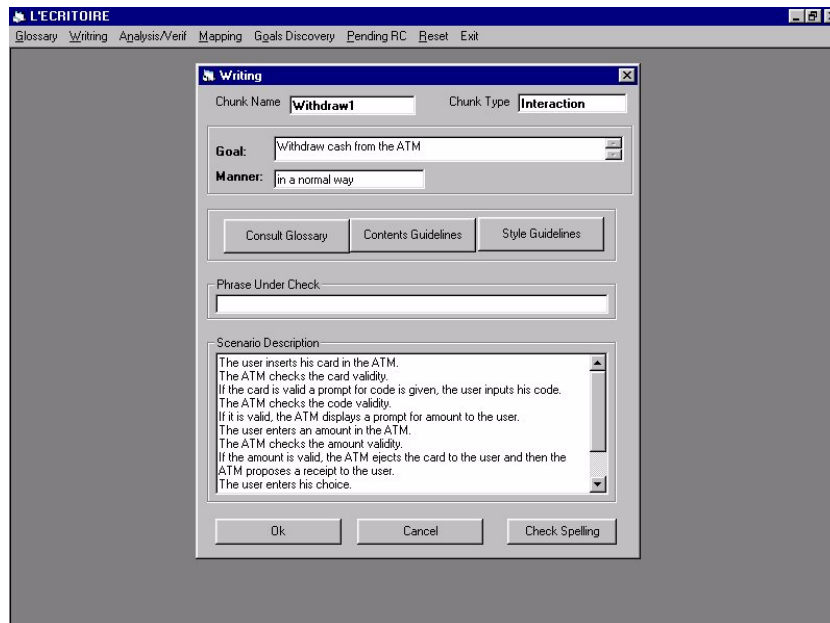 L'ECRITOIRE
Glossary Writring Analysis/Verif Mapping Goals Discovery Pending RC Reset Exit
Writing
Chunk Name Withdraw1 Chunk Type Interaction
Goal: Withdraw cash from the ATM
Manner: in a normal way
Consult Glossary Contents Guidelines Style Guidelines
Phrase Under Check
Scenario Description
The user inserts his card in the ATM.
The ATM checks the card validity.
If the card is valid a prompt for code is given, the user inputs his code.
The ATM checks the code validity.
If it is valid, the ATM displays a prompt for amount to the user.
The user enters an amount in the ATM.
The ATM checks the amount validity.
If the amount is valid, the ATM ejects the card to the user and then the
ATM proposes a receipt to the user.
The user enters his choice.
Ok Cancel Check Spelling